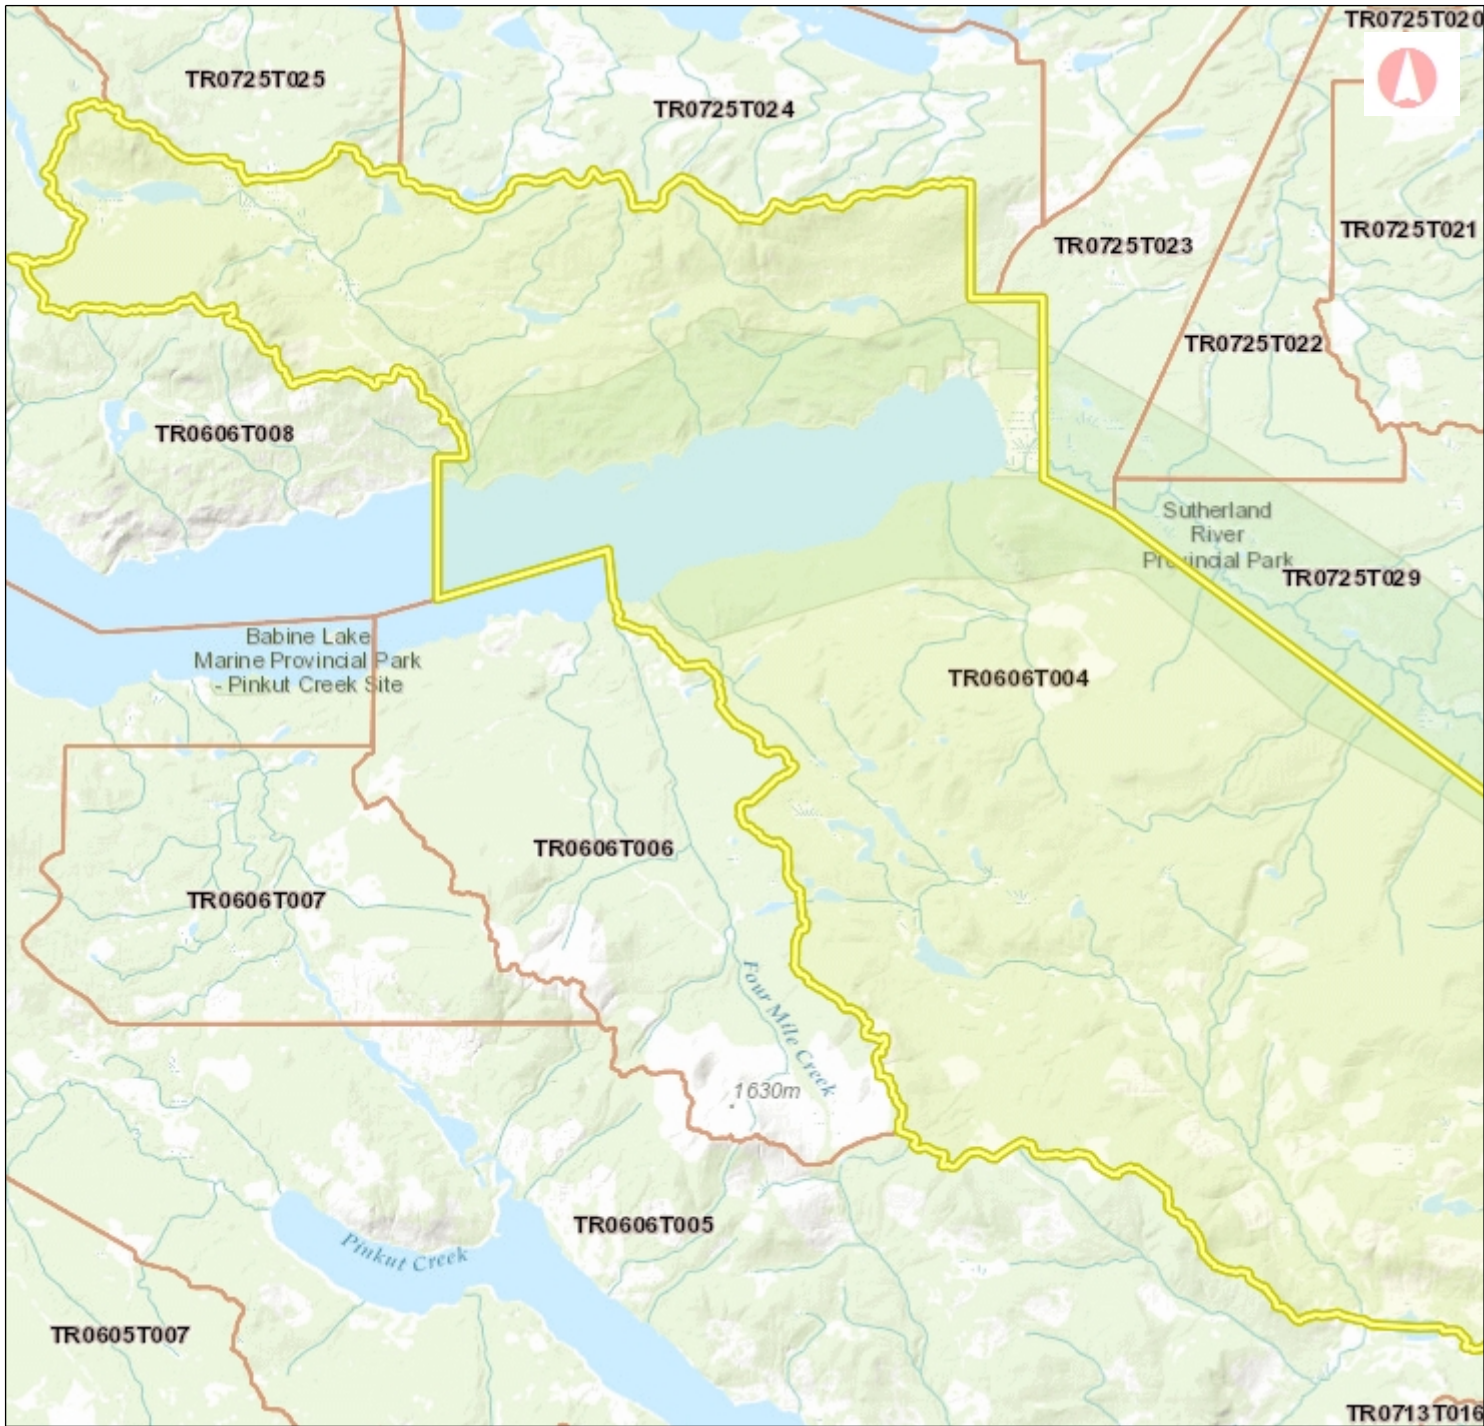 TR0725T020
TR0725T025
TR0725T024
TR0725T021
TR0725T023
TR0725T022
TR0606T008
Sutherland
River
Provincial Park
TR0725T029
Babine Lake
Marine Provincial Park
- Pinkut Creek Site
TR0606T004
TR0606T006
TR0606T007
Four Mile Creek
1630m
TR0606T005
Pinkut Creek
TR0605T007
TR0713T016